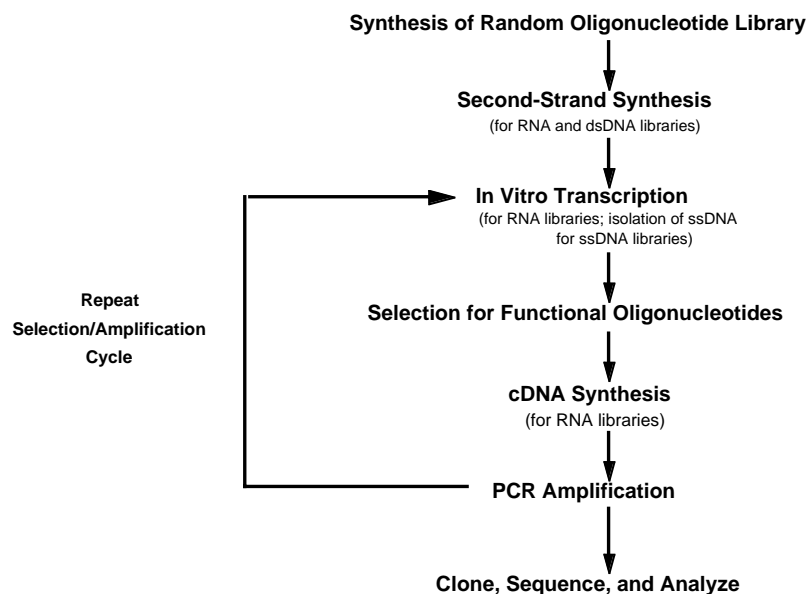 Synthesis of Random Oligonucleotide Library
Second-Strand Synthesis
(for RNA and dsDNA libraries)
In Vitro Transcription
(for RNA libraries; isolation of ssDNA
for ssDNA libraries)
Selection for Functional Oligonucleotides
Repeat
Selection/Amplification
Cycle
cDNA Synthesis
(for RNA libraries)
PCR Amplification
Clone, Sequence, and Analyze